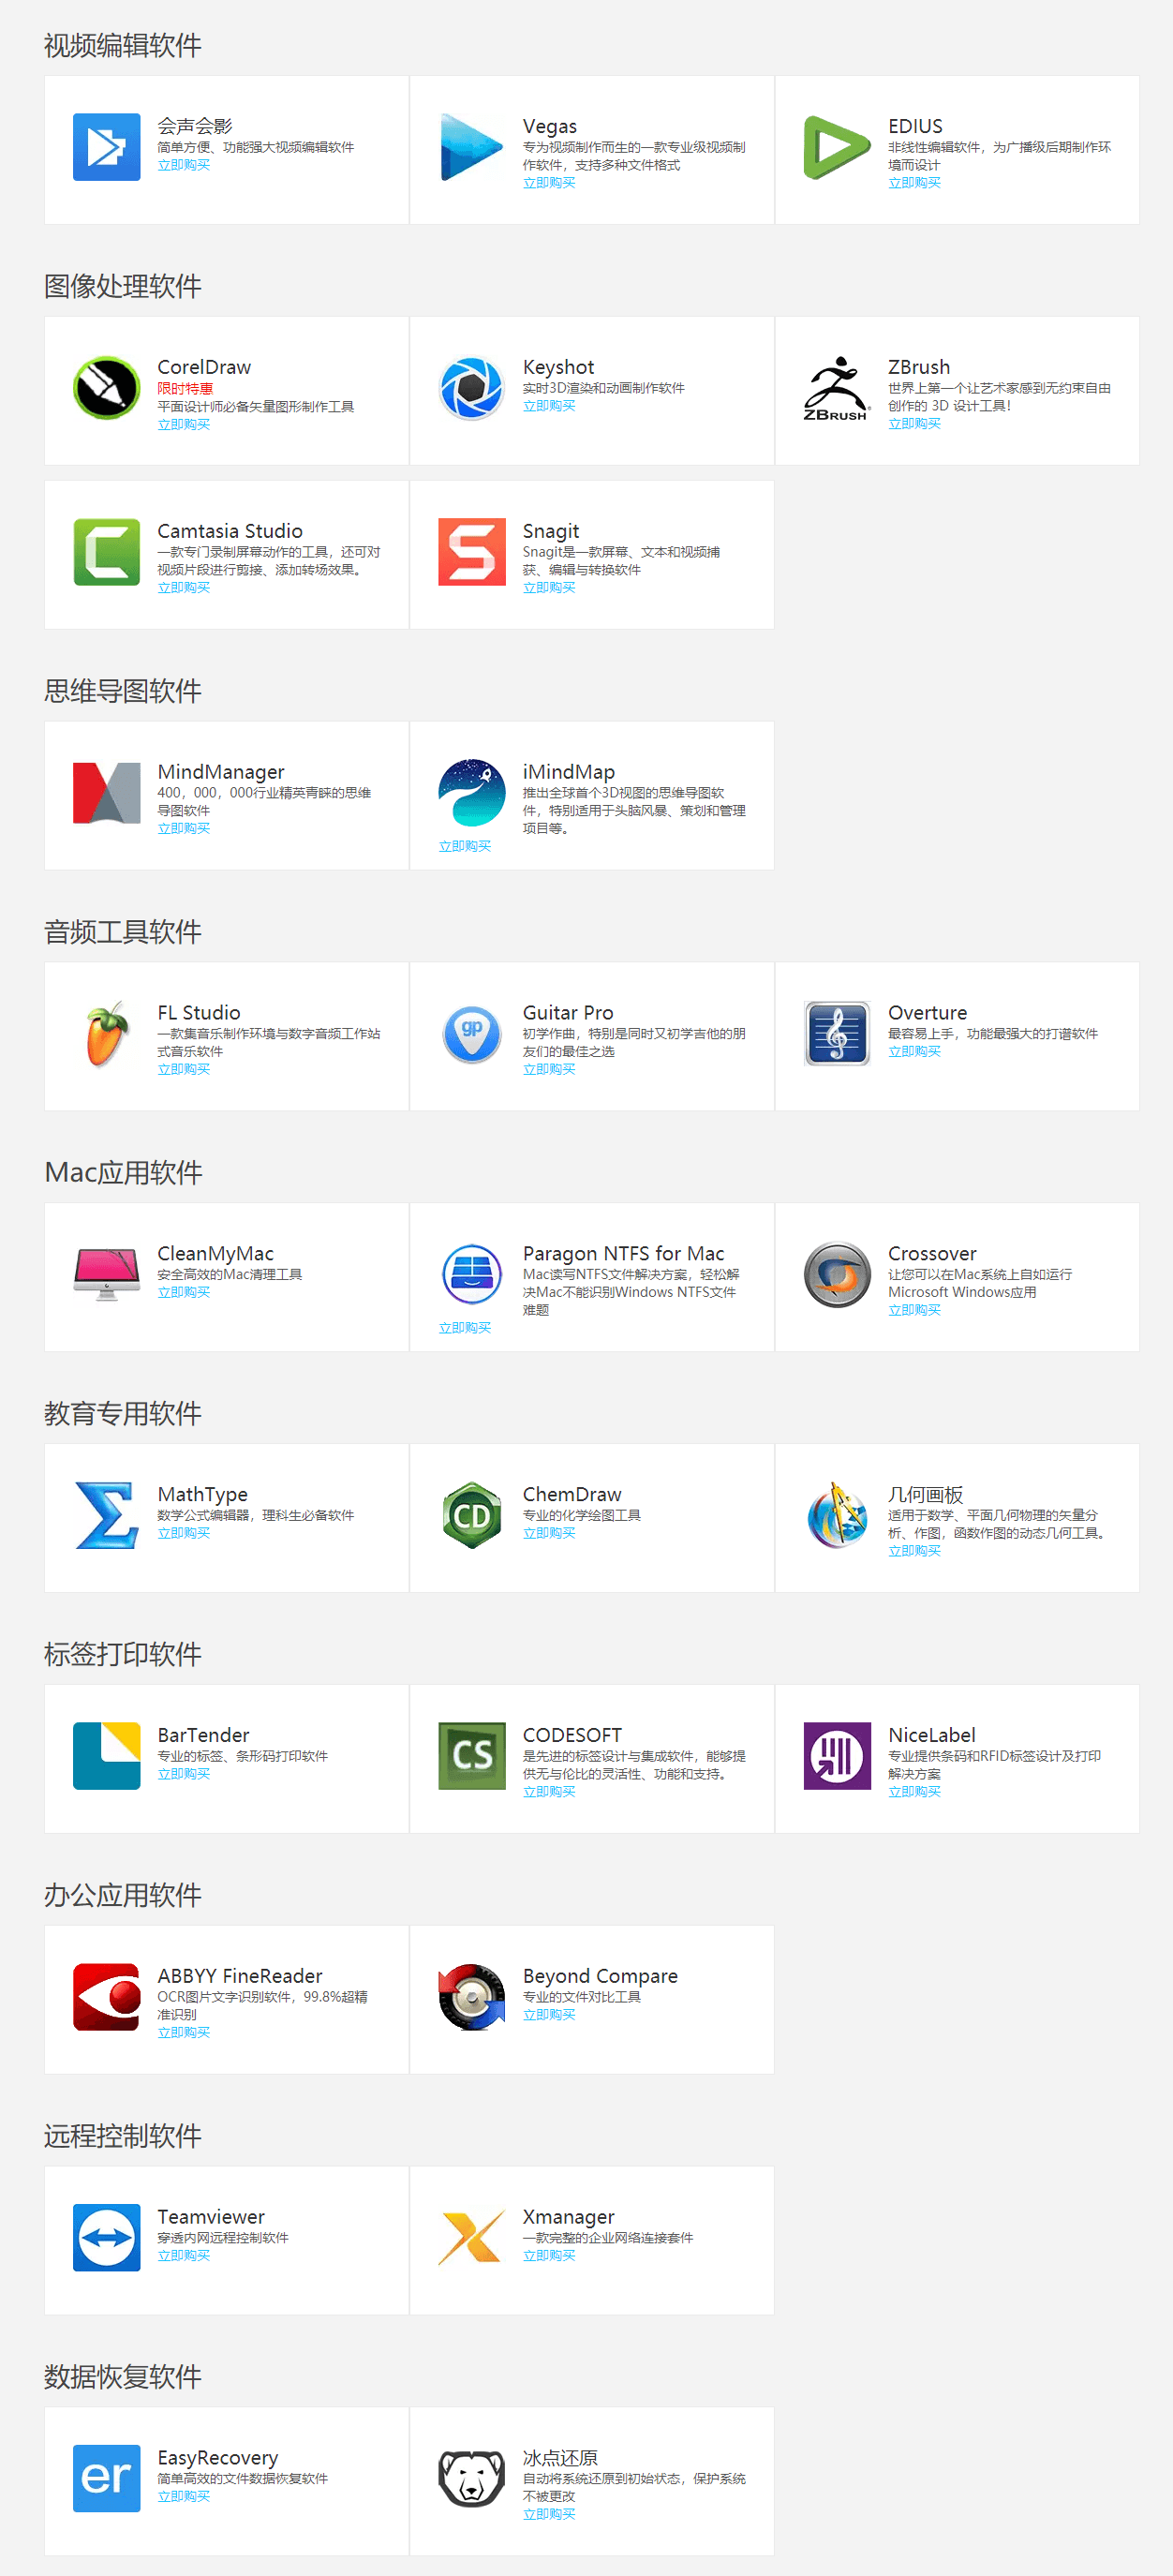 视频编辑软件
会声会影
简单方便、功能强大视频编辑软件
立即购买
Vegas
专为视频制作而生的一款专业级视频制
作软件，支持多种文件格式
立即购买
EDIUS
非线性编辑软件，为广播级后期制作环
境而设计
立即购买
图像处理软件
CorelDraw
限时特惠
平面设计师必备矢量图形制作工具
立即购买
Keyshot
实时3D渲染和动画制作软件
立即购买
ZBRUSH
ZBrush
世界上第一个让艺术家感到无约束自由
创作的 3D 设计工具！
立即购买
Camtasia Studio
一款专门录制屏幕动作的工具，还可对
视频片段进行剪接、添加转场效果。
立即购买
Snagit
Snagit是一款屏幕、文本和视频捕
获、编辑与转换软件
立即购买
思维导图软件
MindManager
400，000，000行业精英青睐的思维
导图软件
立即购买
iMindMap
推出全球首个3D视图的思维导图软
件，特别适用于头脑风暴、策划和管理
项目等。
立即购买
音频工具软件
FL Studio
一款集音乐制作环境与数字音频工作站
式音乐软件
立即购买
gp
Guitar Pro
初学作曲，特别是同时又初学吉他的朋
友们的最佳之选
立即购买
Overture
最容易上手，功能最强大的打谱软件
立即购买
Mac应用软件
CleanMyMac
安全高效的Mac清理工具
立即购买
Paragon NTFS for Mac
Mac读写NTFS文件解决方案，轻松解
决Mac不能识别Windows NTFS文件
难题
立即购买
Crossover
让您可以在Mac系统上自如运行
Microsoft Windows应用
立即购买
教育专用软件
MathType
数学公式编辑器，理科生必备软件
立即购买
CD
ChemDraw
专业的化学绘图工具
立即购买
几何画板
适用于数学、平面几何物理的矢量分
析、作图，函数作图的动态几何工具。
立即购买
标签打印软件
BarTender
专业的标签、条形码打印软件
立即购买
CS
CODESOFT
是先进的标签设计与集成软件，能够提
供无与伦比的灵活性、功能和支持。
立即购买
NiceLabel
专业提供条码和RFID标签设计及打印
解决方案
立即购买
办公应用软件
ABBYY FineReader
OCR图片文字识别软件，99.8%超精
准识别
立即购买
Beyond Compare
专业的文件对比工具
立即购买
远程控制软件
Teamviewer
穿透内网远程控制软件
立即购买
Xmanager
一款完整的企业网络连接套件
立即购买
数据恢复软件
er
EasyRecovery
简单高效的文件数据恢复软件
立即购买
冰点还原
自动将系统还原到初始状态，保护系统
不被更改
立即购买